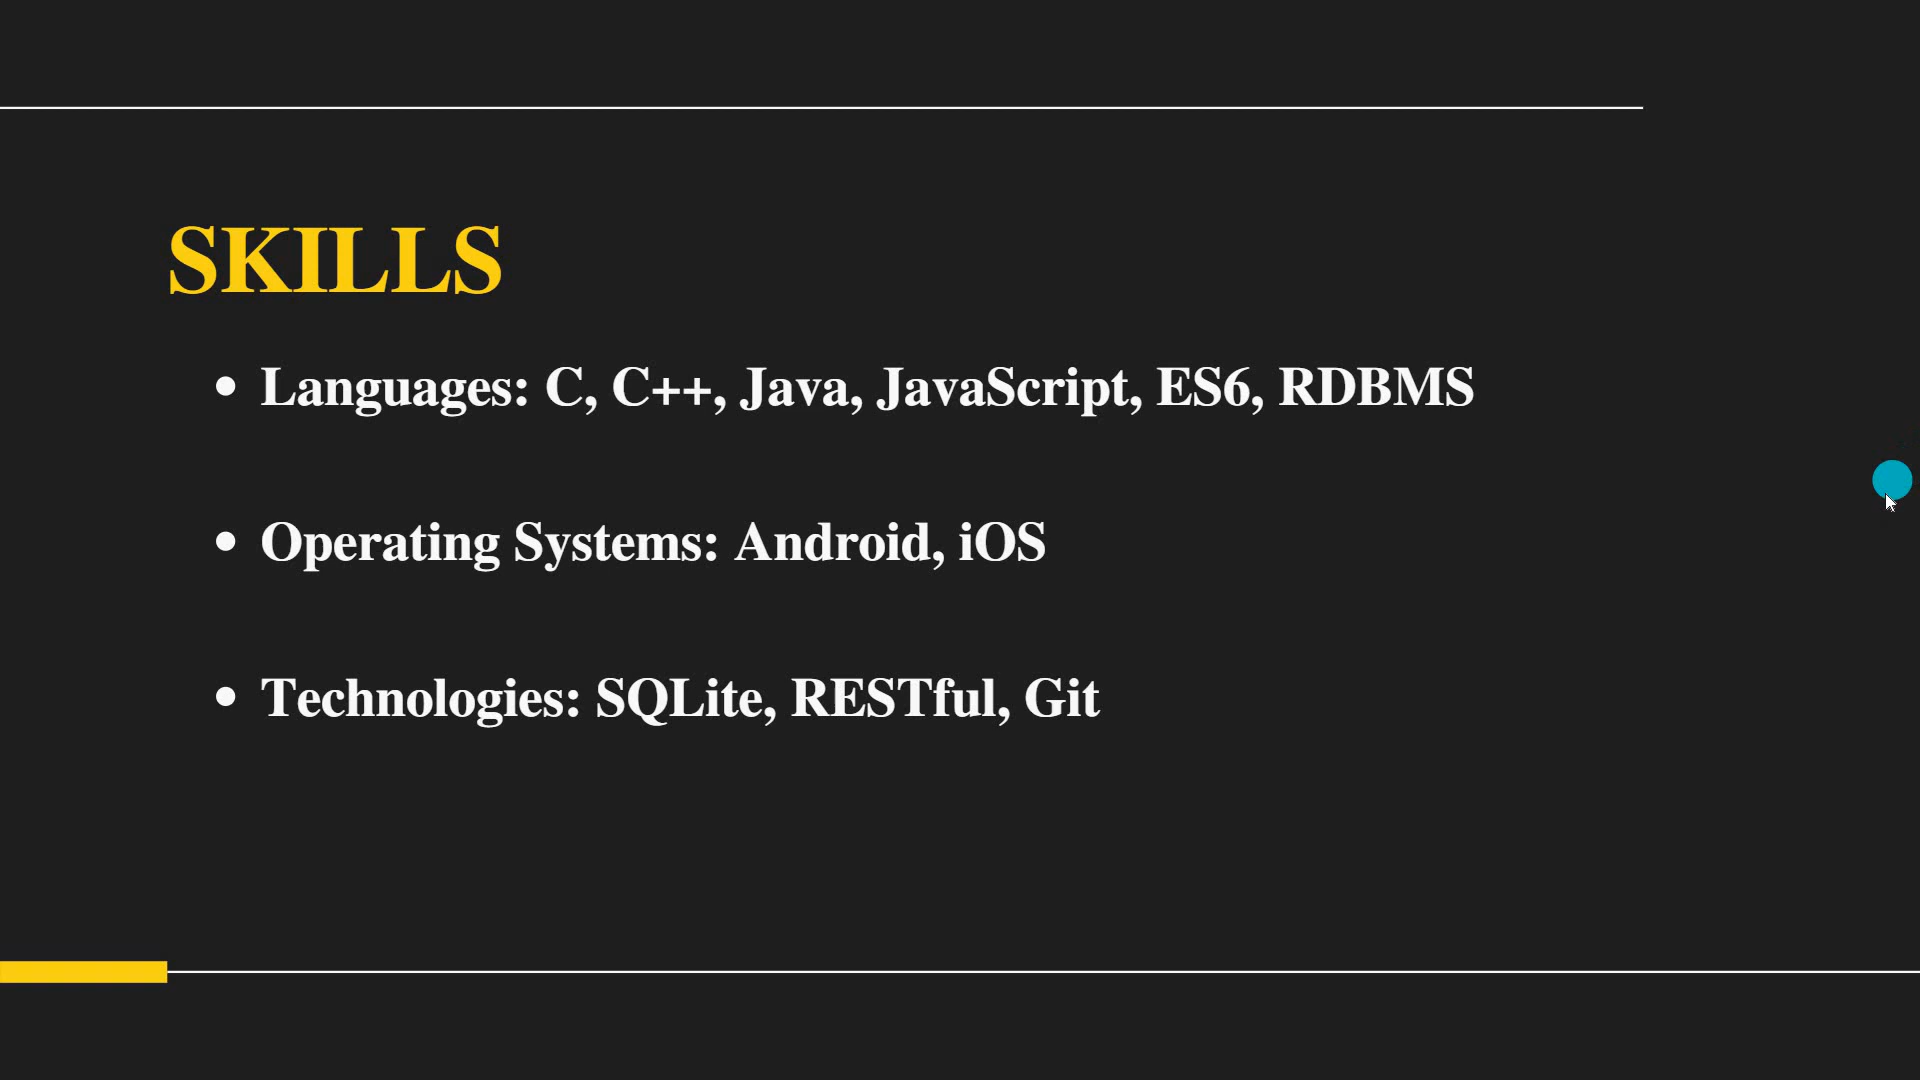 SKILLS
• Languages: C, C++, Java, JavaScript, ES6, RDBMS
• Operating Systems: Android, iOS
• Technologies: SQLite, RESTful, Git